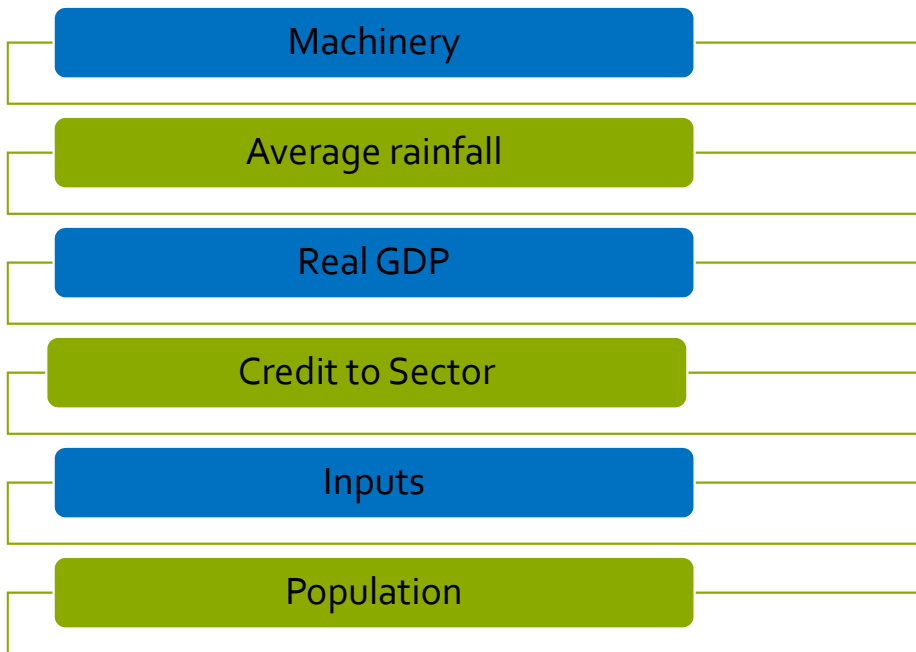 Machinery
Average rainfall
Real GDP
Credit to Sector
Inputs
Population